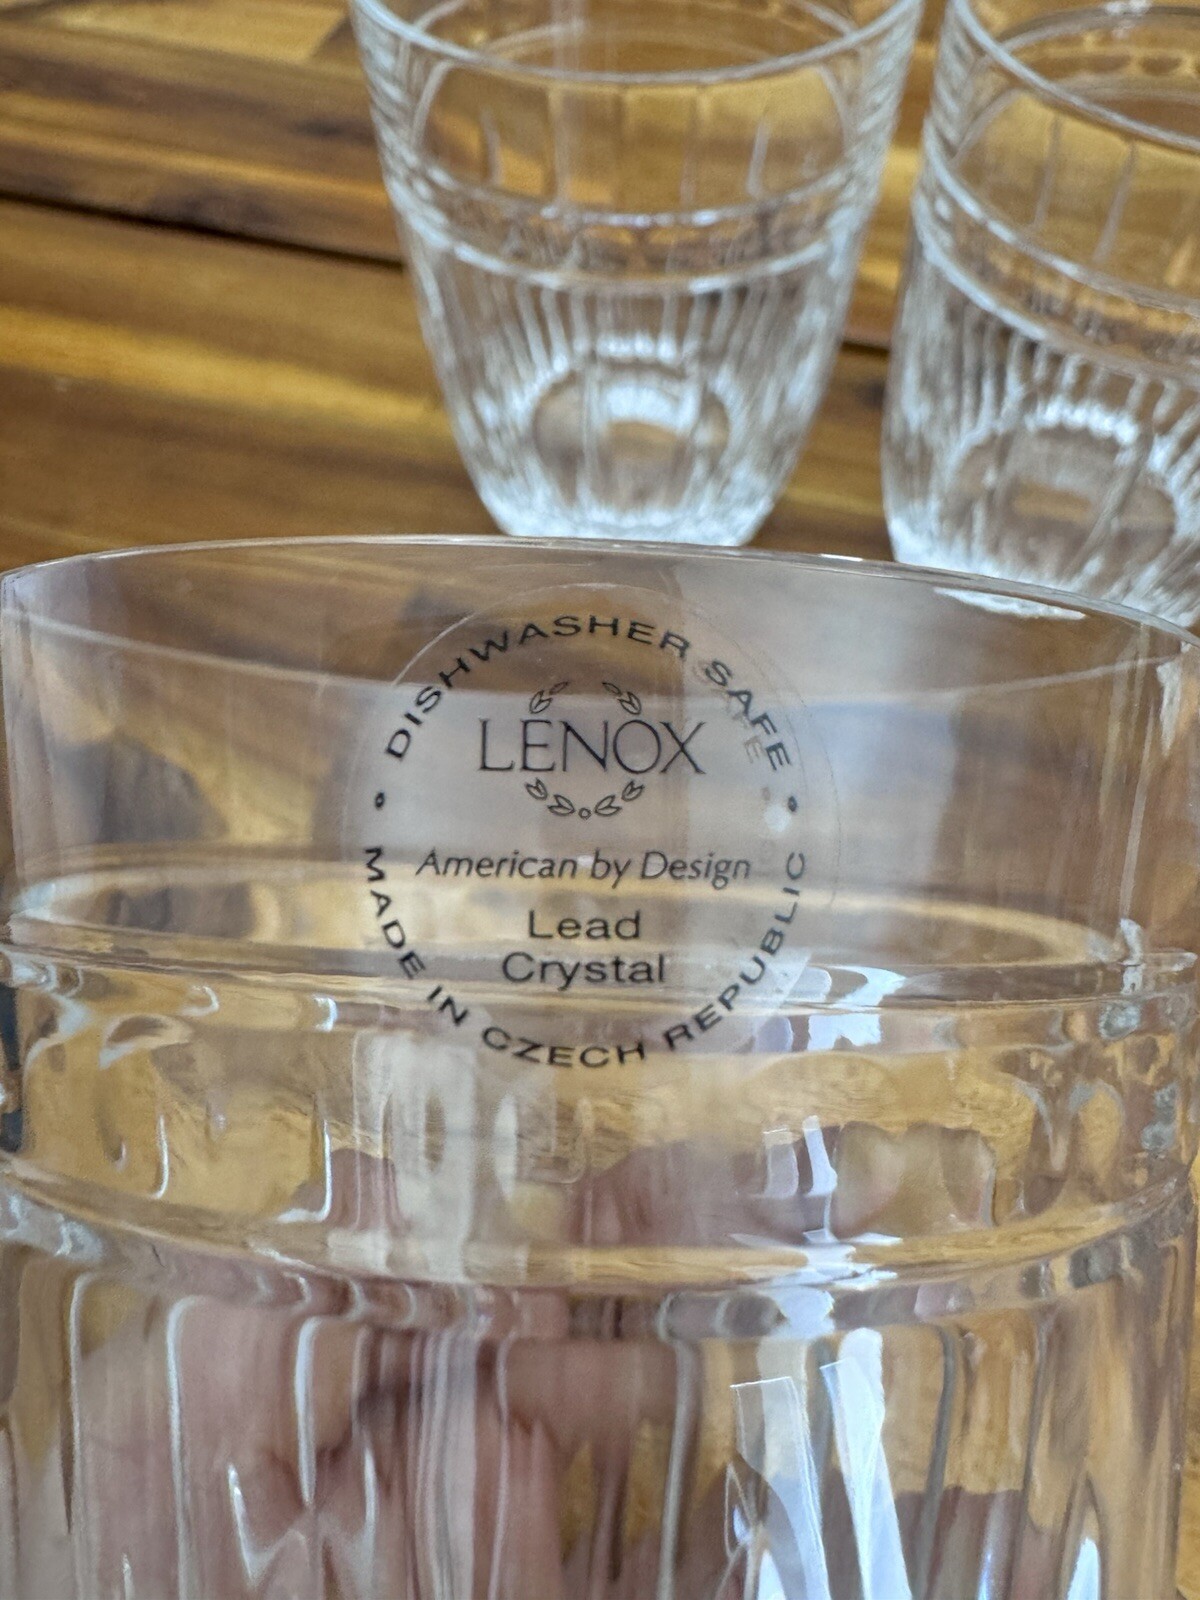 DISHWASHER SAFE
LENOX
American by Design
Lead
Crystal
MADE IN CZECH REPUBLIC